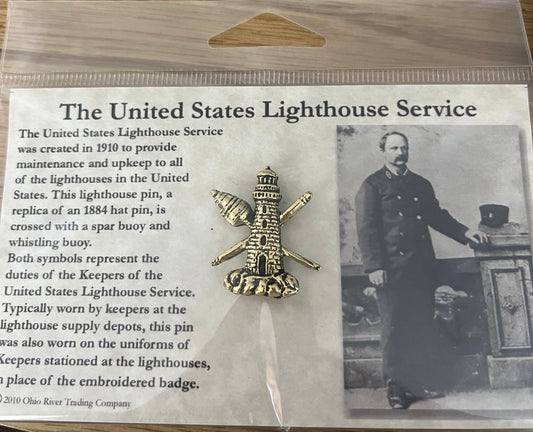 The United States Lighthouse Service
The United States Lighthouse Service
was created in 1910 to provide
maintenance and upkeep to all
of the lighthouses in the United
States. This lighthouse pin, a
replica of an 1884 hat pin, is
crossed with a spar buoy and
whistling buoy.
Both symbols represent the
duties of the Keepers of the
United States Lighthouse Service.
Typically worn by keepers at the
lighthouse supply depots, this pin
was also worn on the uniforms of
Keepers stationed at the lighthouses,
n place of the embroidered badge.
© 2010 Ohio River Trading Company